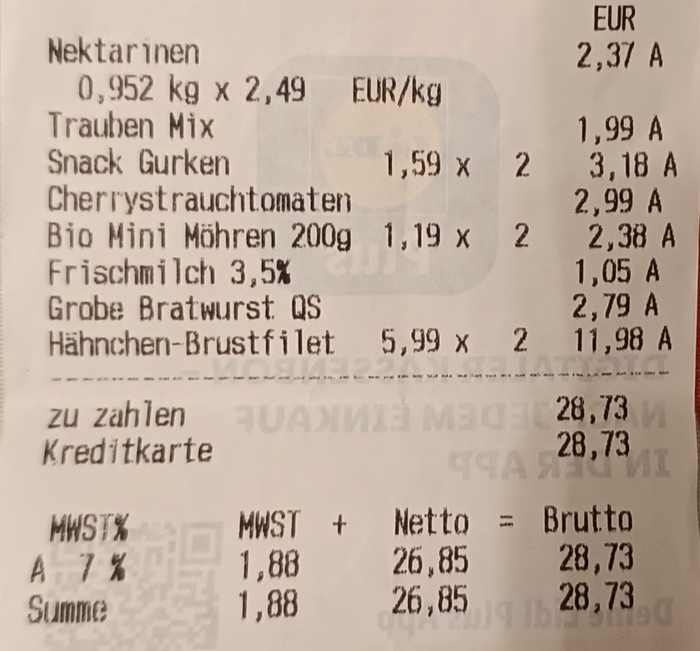 EUR
Nektarinen 2,37 A
0,952 kg x 2,49 EUR/kg
Trauben Mix 1,99 A
Snack Gurken 1,59 x 2 3,18 A
Cherrystrauchtomaten 2,99 A
Bio Mini Möhren 200g 1,19 x 2 2,38 A
Frischmilch 3,5% 1,05 A
Grobe Bratwurst QS 2,79 A
Hähnchen-Brustfilet 5,99 x 2 11,98 A
zu zahlen 28,73
Kreditkarte 28,73
MWST% MWST + Netto = Brutto
A 7 % 1,88 26,85 28,73
Summe 1,88 26,85 28,73